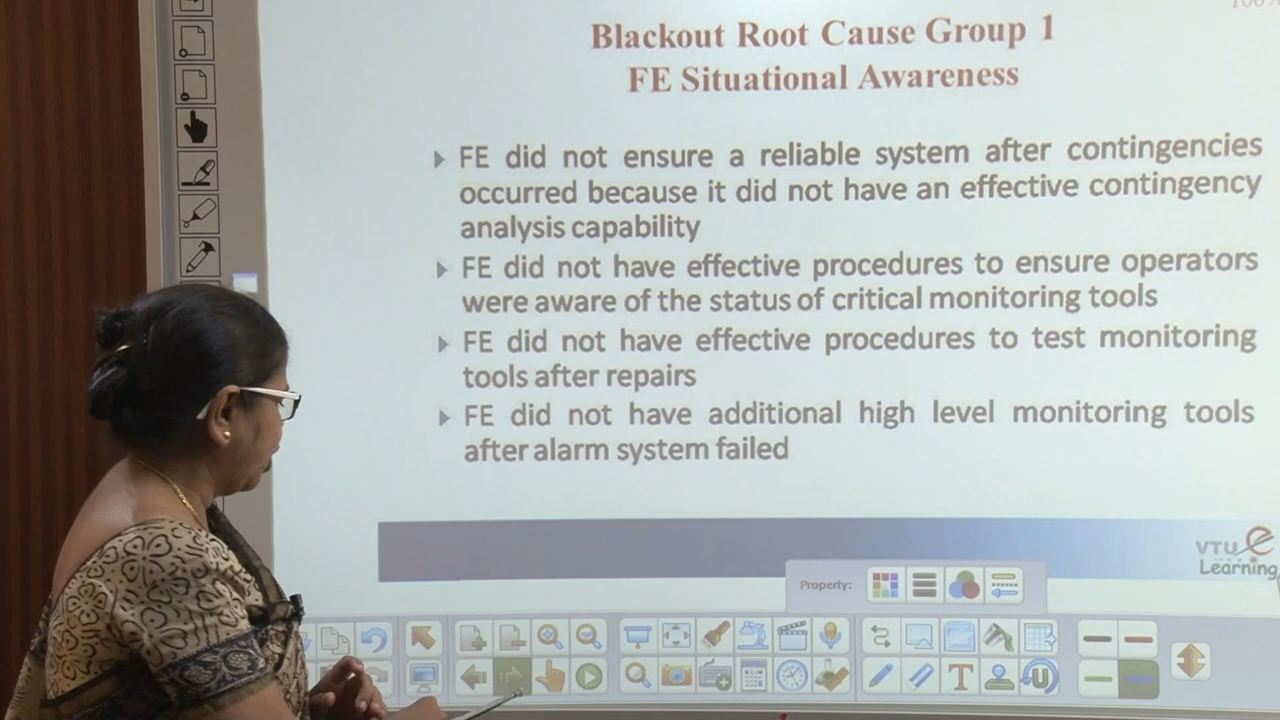 100%
Blackout Root Cause Group 1
FE Situational Awareness
FE did not ensure a reliable system after contingencies
occurred because it did not have an effective contingency
analysis capability
FE did not have effective procedures to ensure operators
were aware of the status of critical monitoring tools
FE did not have effective procedures to test monitoring
tools after repairs
FE did not have additional high level monitoring tools
after alarm system failed
VTU e
Learning
Property: